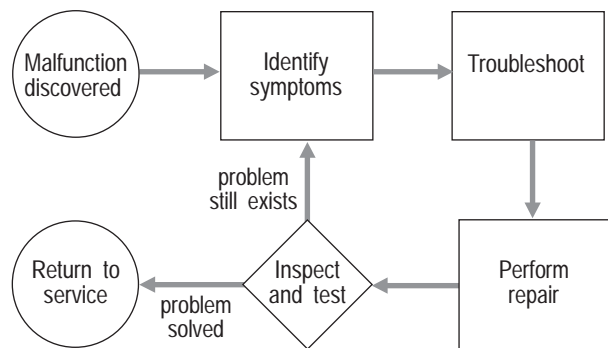 Malfunction
discovered
Identify
symptoms
Troubleshoot
problem
still exists
Return to
service
problem
solved
Inspect
and test
Perform
repair